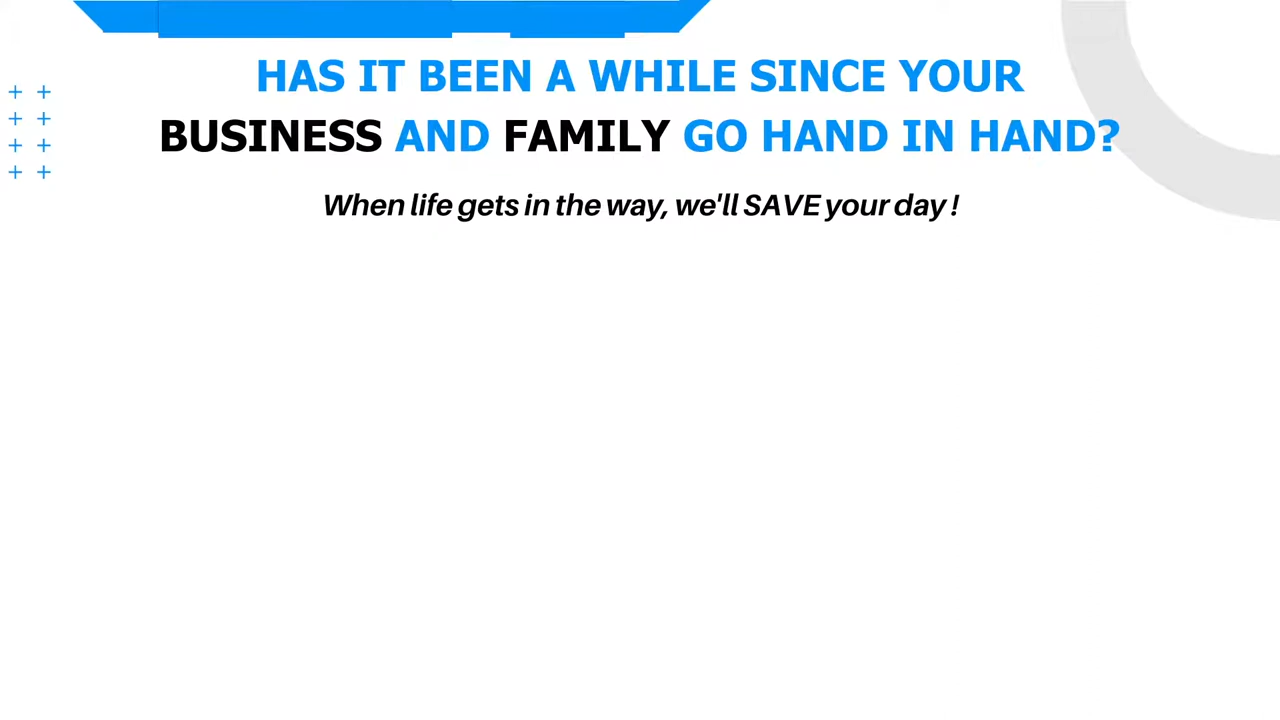 HAS IT BEEN A WHILE SINCE YOUR
BUSINESS AND FAMILY GO HAND IN HAND?
When life gets in the way, we'll SAVE your day !